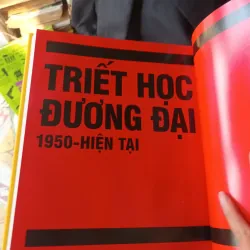 TRIẾT HỌC
ĐƯƠNG ĐẠI
1950-HIỆN TẠI